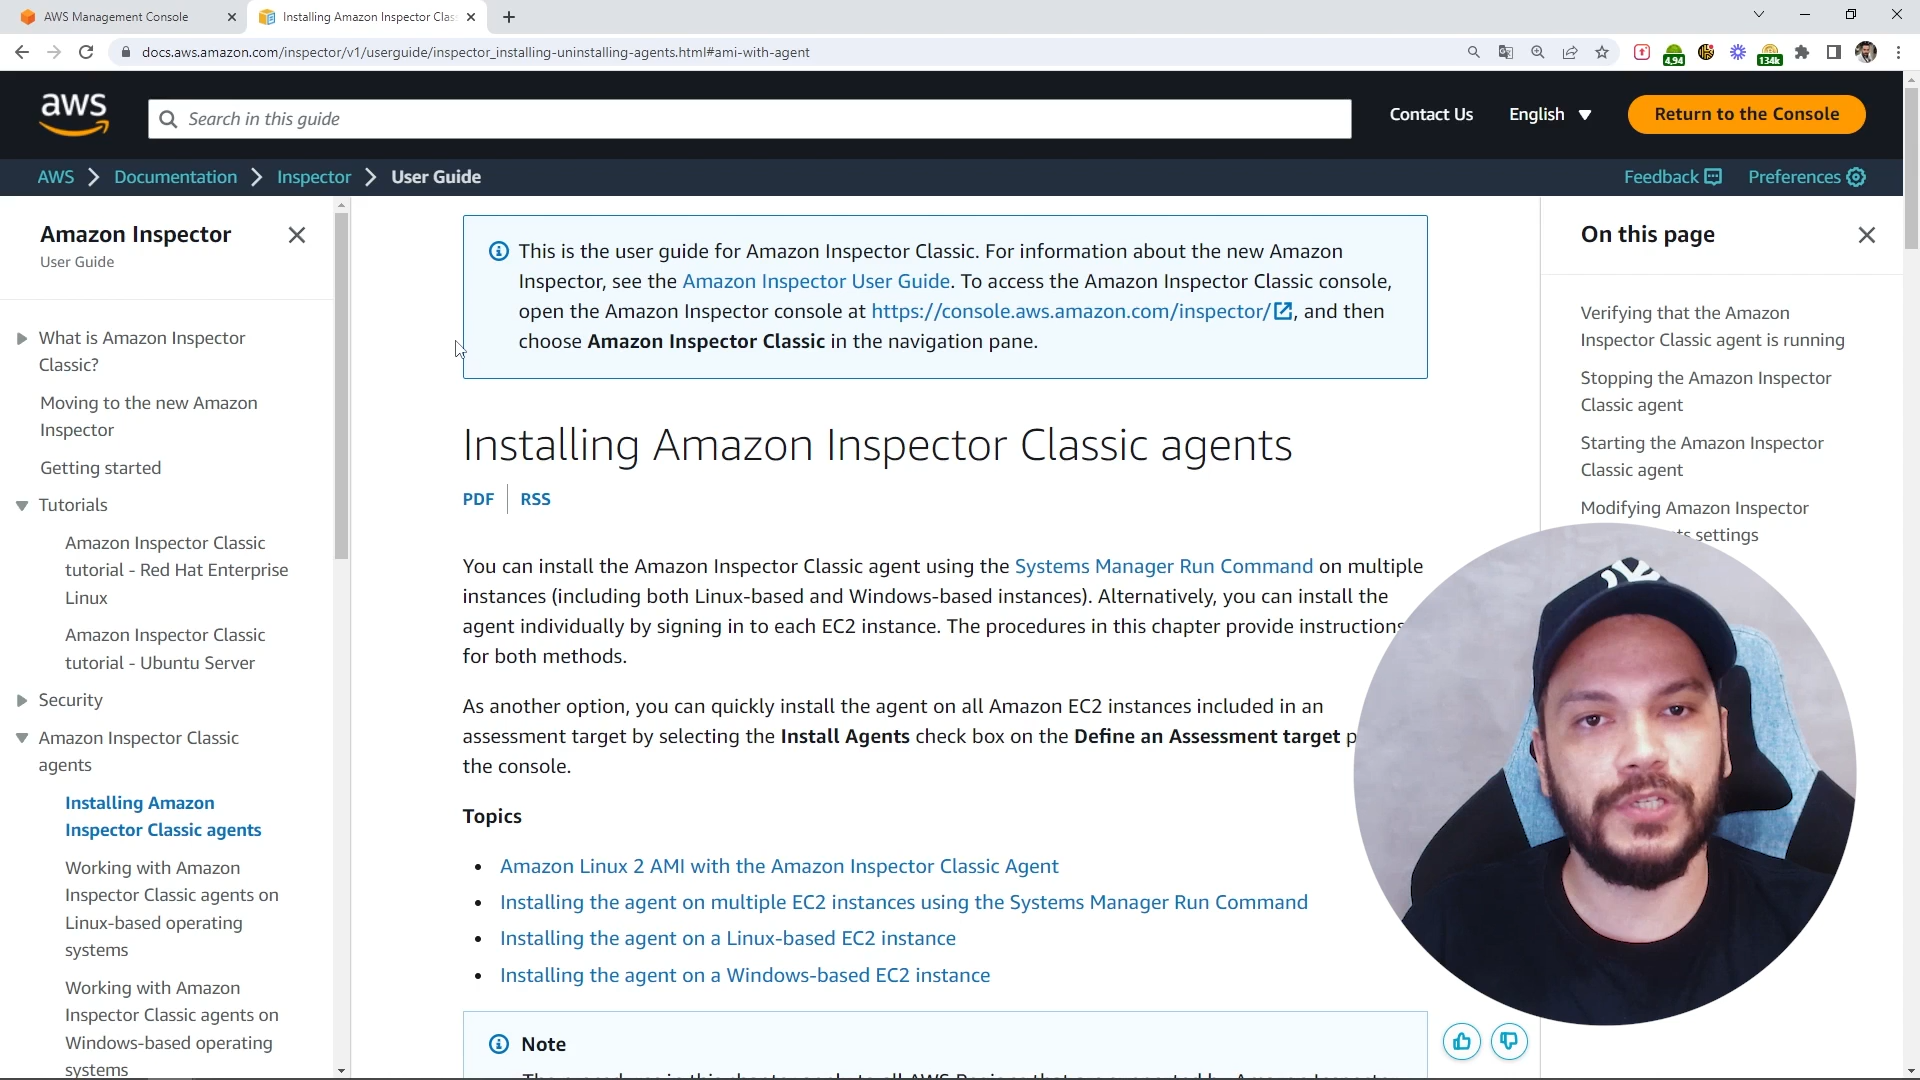 AWS Management Console
Installing Amazon Inspector Clas
docs.aws.amazon.com/inspector/v1/userguide/inspector_installing-uninstalling-agents.html#ami-with-agent
4,94
134k
aws
Search in this guide
Contact Us
English
Return to the Console
AWS > Documentation > Inspector > User Guide
Feedback
Preferences
Amazon Inspector
User Guide
What is Amazon Inspector
Classic?
Moving to the new Amazon
Inspector
Getting started
Tutorials
Amazon Inspector Classic
tutorial - Red Hat Enterprise
Linux
Amazon Inspector Classic
tutorial - Ubuntu Server
Security
Amazon Inspector Classic
agents
Installing Amazon
Inspector Classic agents
Working with Amazon
Inspector Classic agents on
Linux-based operating
systems
Working with Amazon
Inspector Classic agents on
Windows-based operating
systems
This is the user guide for Amazon Inspector Classic. For information about the new Amazon
Inspector, see the Amazon Inspector User Guide. To access the Amazon Inspector Classic console,
open the Amazon Inspector console at https://console.aws.amazon.com/inspector/, and then
choose Amazon Inspector Classic in the navigation pane.
Installing Amazon Inspector Classic agents
PDF
RSS
You can install the Amazon Inspector Classic agent using the Systems Manager Run Command on multiple
instances (including both Linux-based and Windows-based instances). Alternatively, you can install the
agent individually by signing in to each EC2 instance. The procedures in this chapter provide instructions
for both methods.
As another option, you can quickly install the agent on all Amazon EC2 instances included in an
assessment target by selecting the Install Agents check box on the Define an Assessment target p
the console.
Topics
• Amazon Linux 2 AMI with the Amazon Inspector Classic Agent
• Installing the agent on multiple EC2 instances using the Systems Manager Run Command
• Installing the agent on a Linux-based EC2 instance
• Installing the agent on a Windows-based EC2 instance
Note
On this page
Verifying that the Amazon
Inspector Classic agent is running
Stopping the Amazon Inspector
Classic agent
Starting the Amazon Inspector
Classic agent
Modifying Amazon Inspector
settings